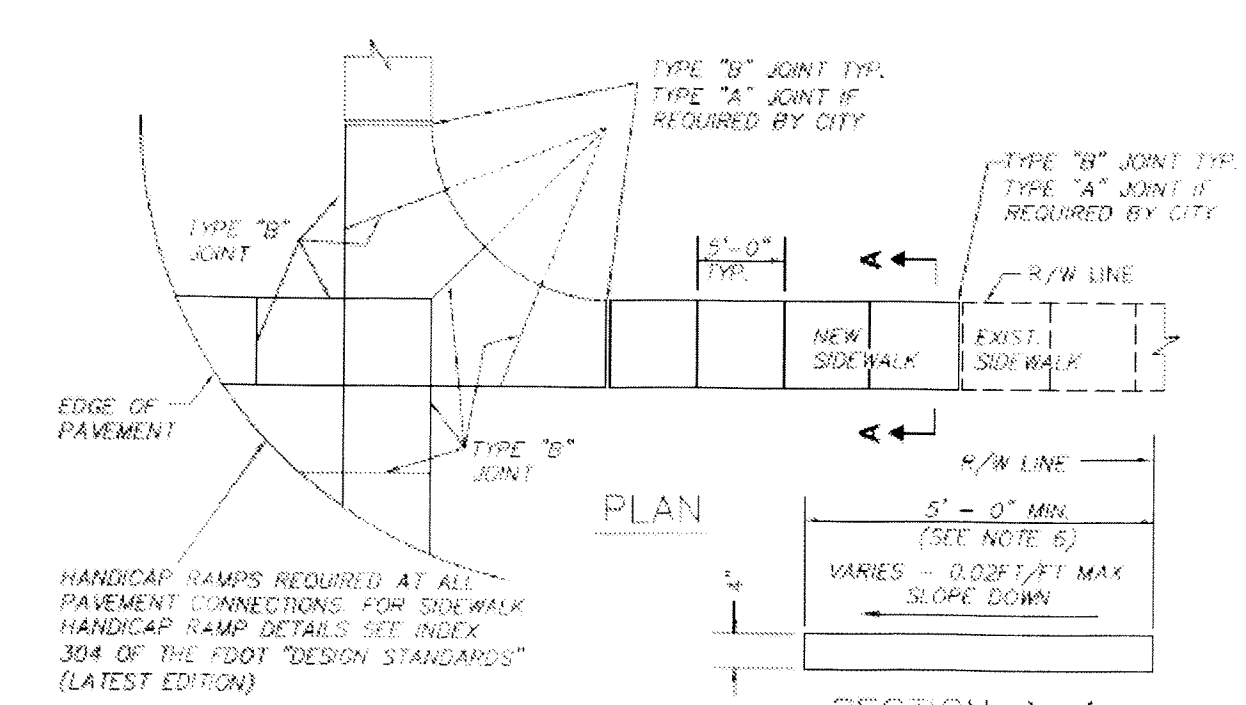 TYPE "B" JOINT TYP.
TYPE "A" JOINT IF
REQUIRED BY CITY
TYPE "B" JOINT TYP.
TYPE "A" JOINT IF
REQUIRED BY CITY
TYPE "B"
JOINT
5'-0"
TYP.
A
R/W LINE
NEW
SIDEWALK
EXIST.
SIDEWALK
EDGE OF
PAVEMENT
TYPE "B"
JOINT
A
R/W LINE
PLAN
5' - 0" MIN.
(SEE NOTE 6)
VARIES - 0.02FT/FT MAX
SLOPE DOWN
4"
HANDICAP RAMPS REQUIRED AT ALL
PAVEMENT CONNECTIONS. FOR SIDEWALK
HANDICAP RAMP DETAILS SEE INDEX
304 OF THE FDOT "DESIGN STANDARDS"
(LATEST EDITION)
SECTION